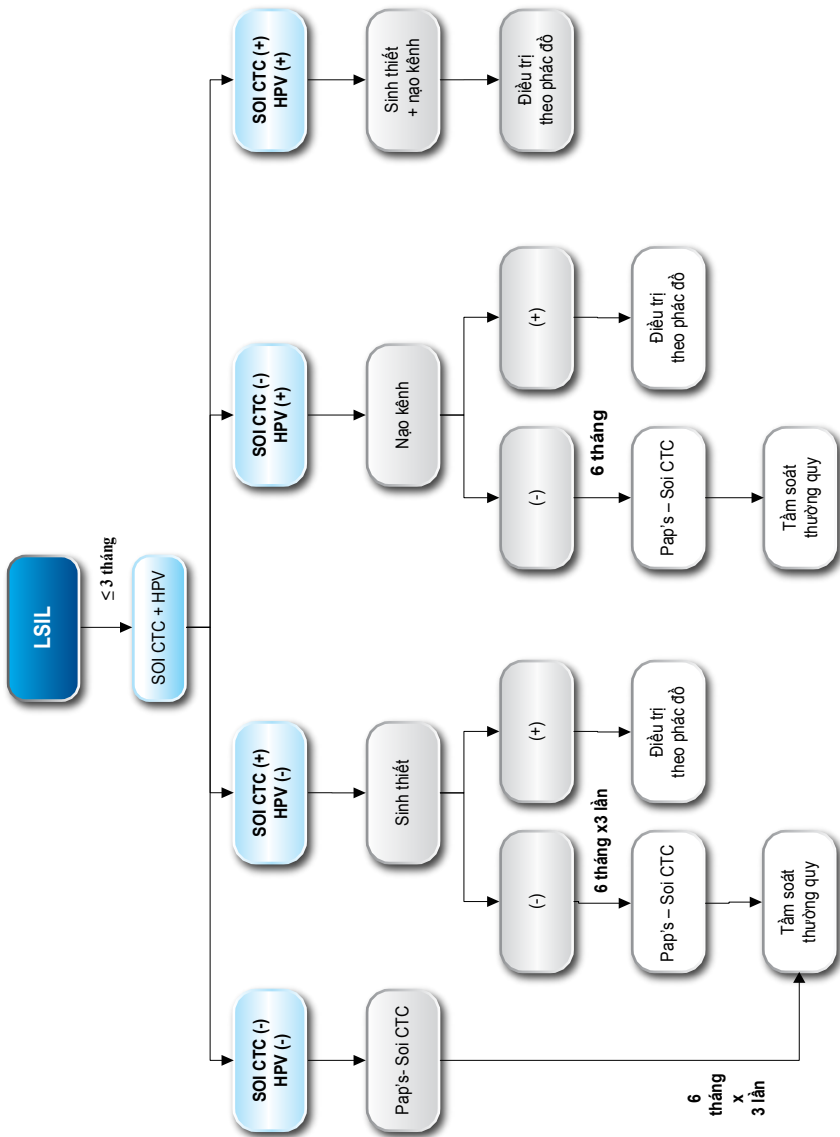 LSIL
≤ 3 tháng
SOI CTC + HPV
SOI CTC (-)
HPV (-)
SOI CTC (+)
HPV (-)
SOI CTC (-)
HPV (+)
SOI CTC (+)
HPV (+)
Pap's- Soi CTC
Sinh thiết
Nạo kênh
Sinh thiết
+ nạo kênh
(-)
(+)
(-)
(+)
Điều trị
theo phác đồ
6 tháng x3 lần
6 tháng
Pap's – Soi CTC
Điều trị
theo phác đồ
Pap's – Soi CTC
Điều trị
theo phác đồ
6
tháng
x
3 lần
Tầm soát
thường quy
Tầm soát
thường quy